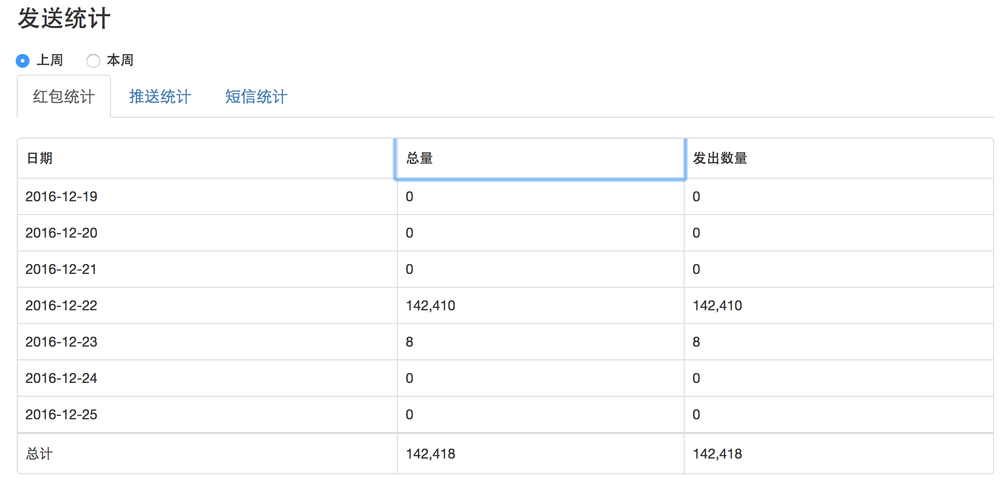 发送统计
上周 本周
红包统计 推送统计 短信统计
日期 总量 发出数量
2016-12-19 0 0
2016-12-20 0 0
2016-12-21 0 0
2016-12-22 142,410 142,410
2016-12-23 8 8
2016-12-24 0 0
2016-12-25 0 0
总计 142,418 142,418